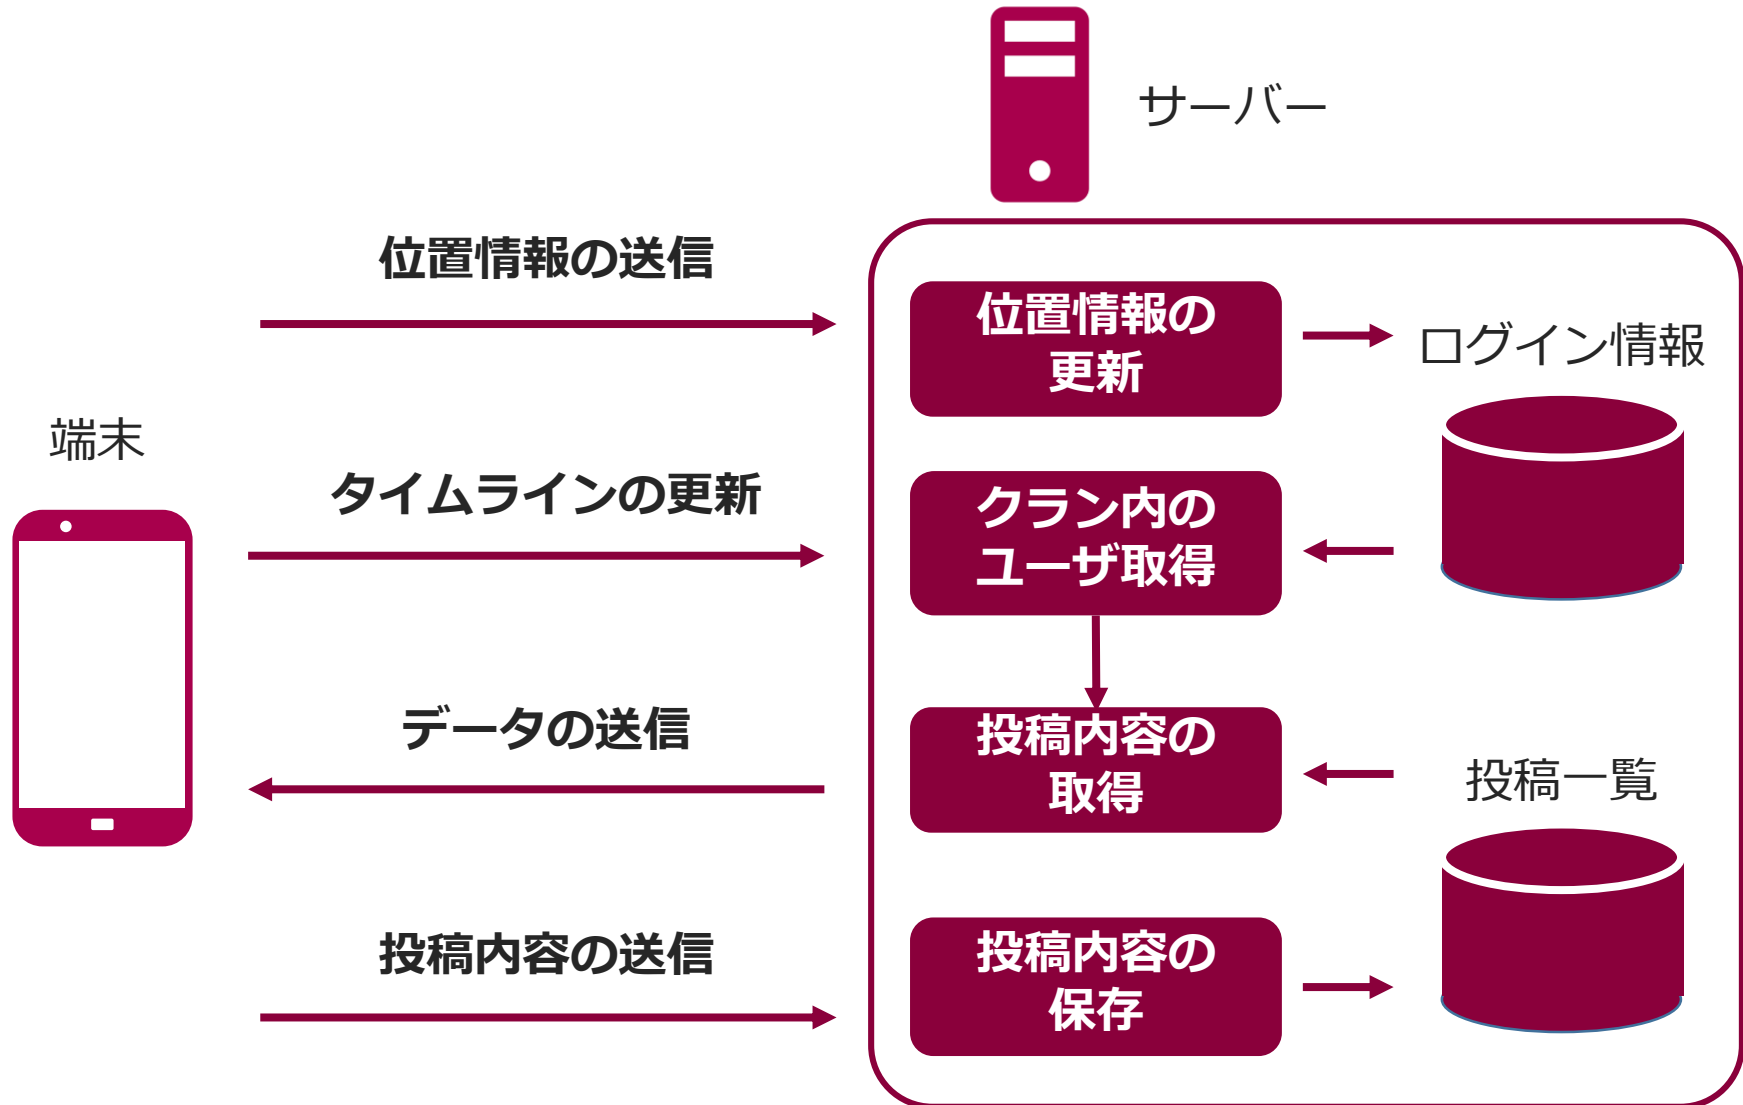 サーバー
位置情報の送信
位置情報の
更新
ログイン情報
端末
タイムラインの更新
クラン内の
ユーザ取得
データの送信
投稿内容の
取得
投稿一覧
投稿内容の送信
投稿内容の
保存